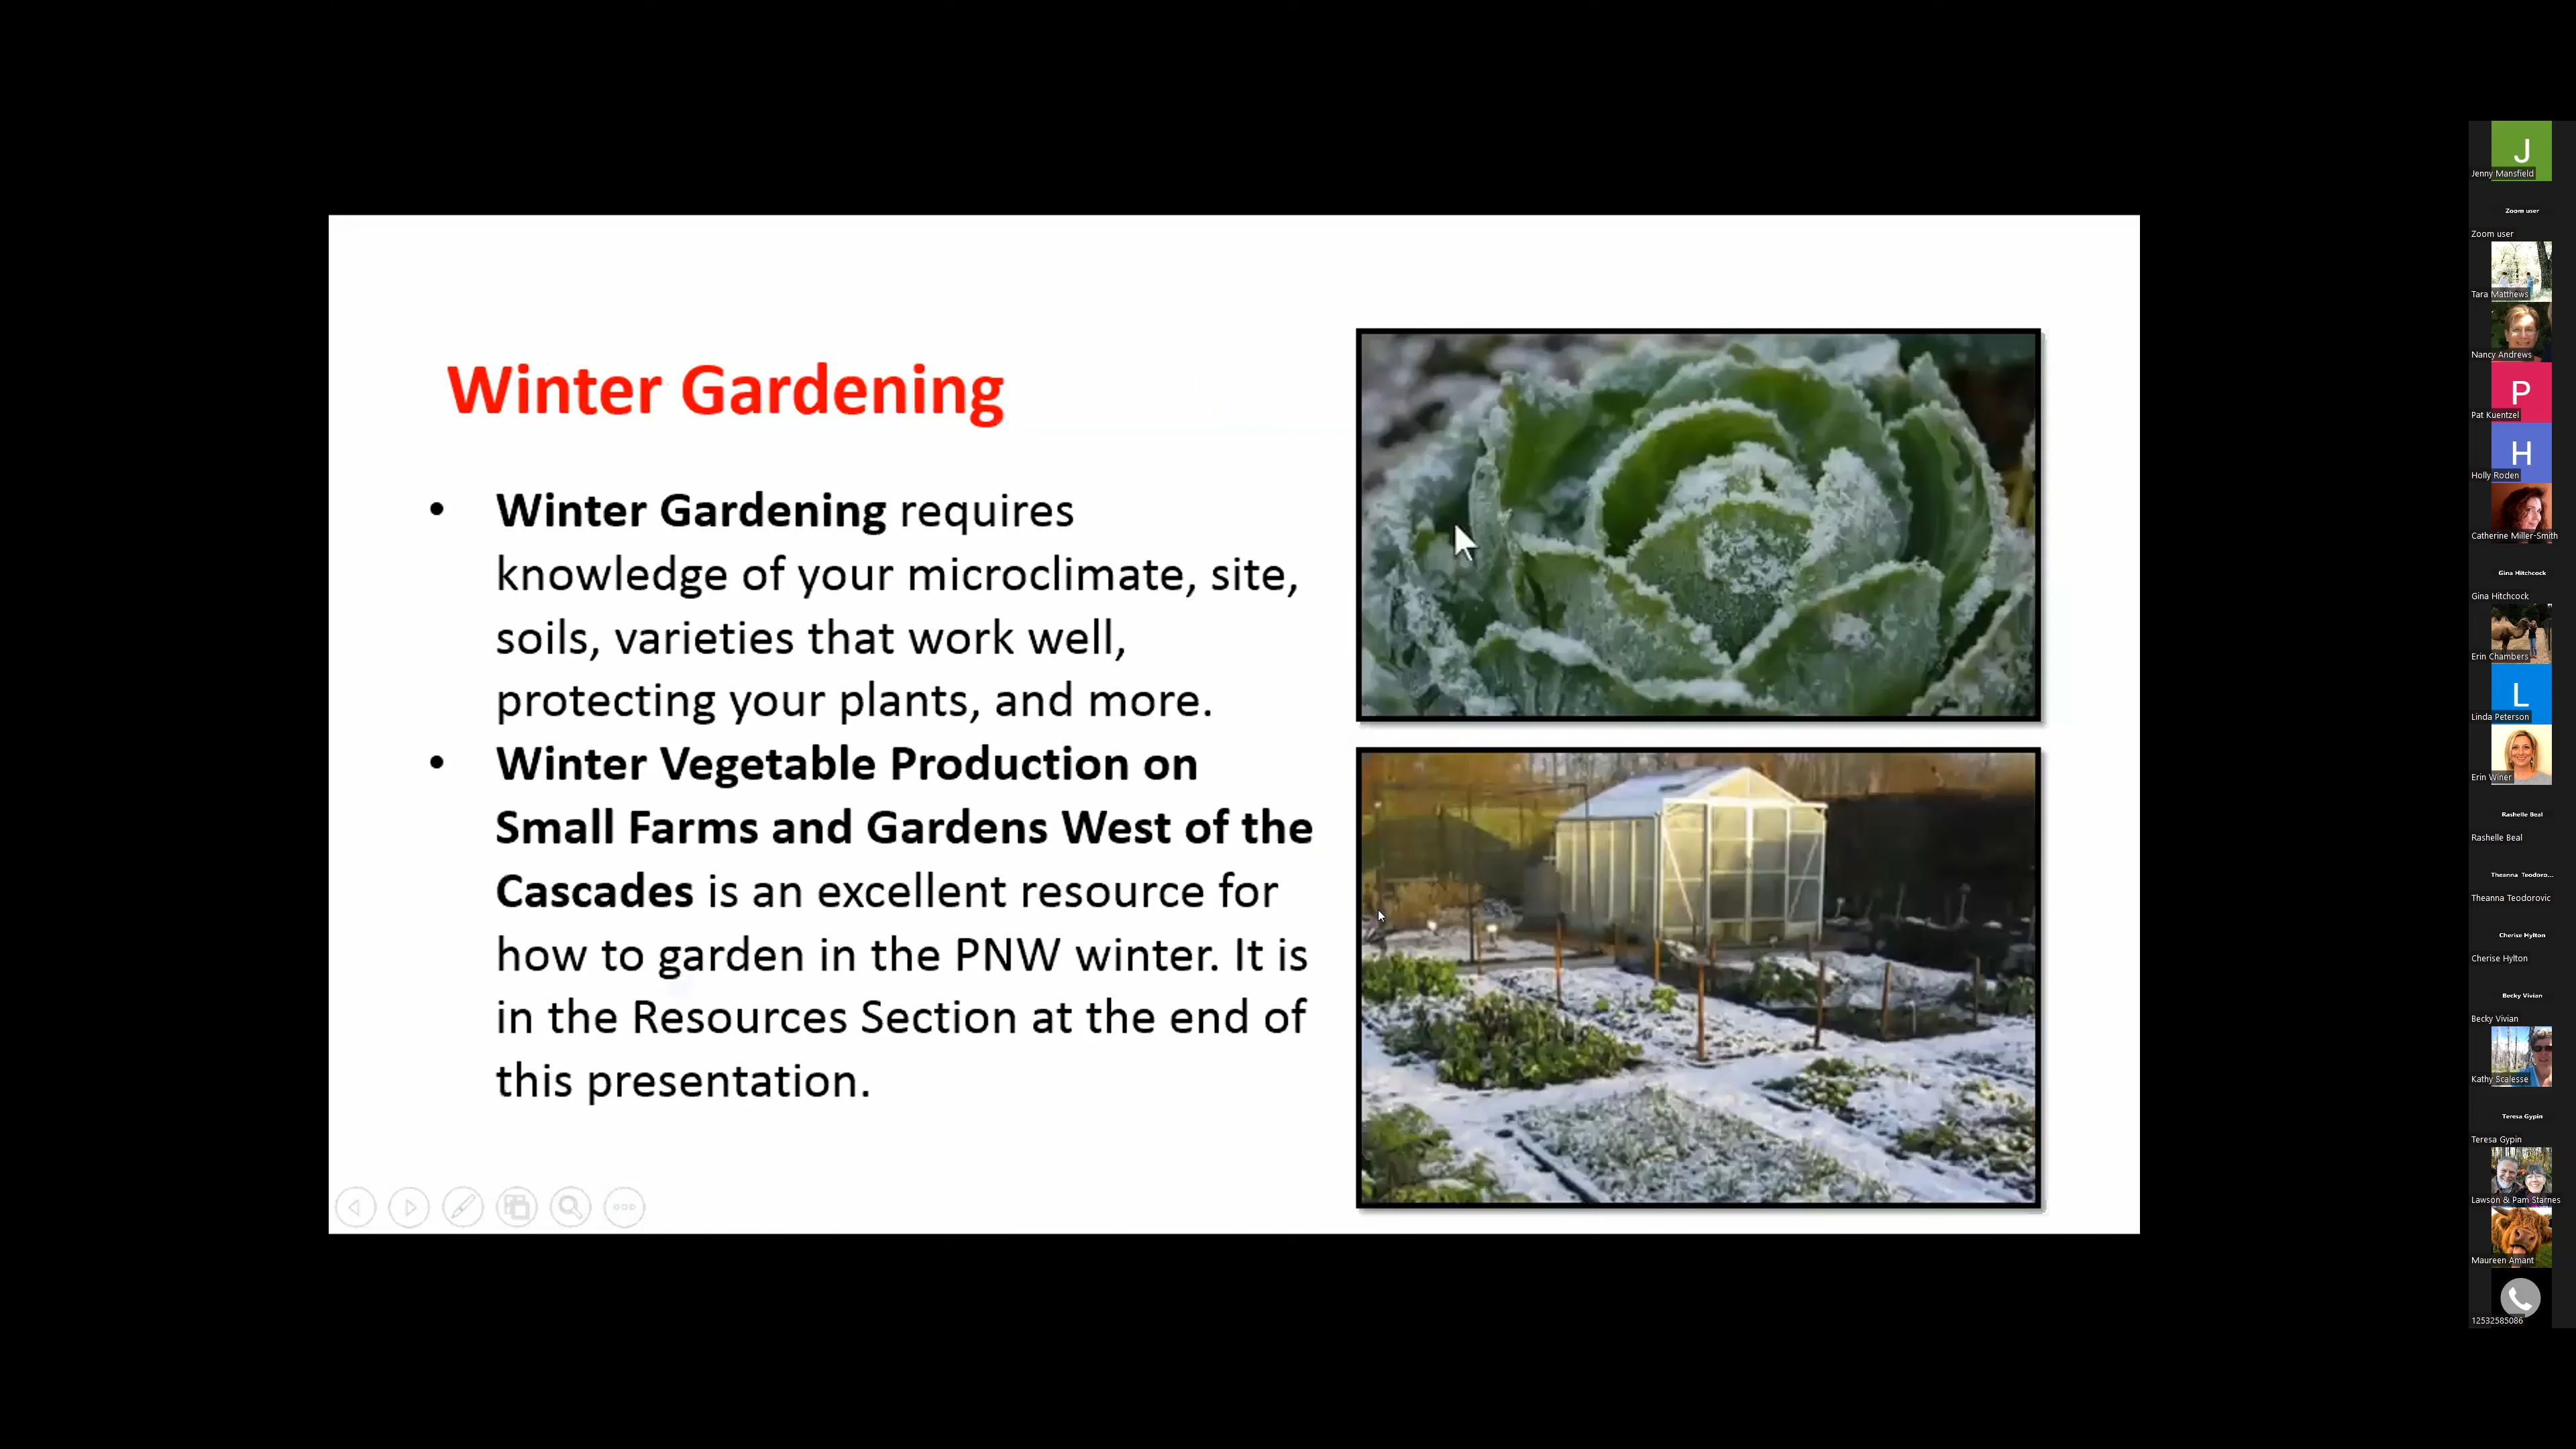 Winter Gardening
• Winter Gardening requires
knowledge of your microclimate, site,
soils, varieties that work well,
protecting your plants, and more.
• Winter Vegetable Production on
Small Farms and Gardens West of the
Cascades is an excellent resource for
how to garden in the PNW winter. It is
in the Resources Section at the end of
this presentation.
J
Jenny Mansfield
Zoom user
Zoom user
Tara Matthews
Nancy Andrews
P
Pat Kuentzel
H
Holly Roden
Catherine Miller-Smith
Gina Hitchcock
Gina Hitchcock
Erin Chambers
L
Linda Peterson
Erin Winer
Rashelle Beal
Rashelle Beal
Theanna Teodoro...
Theanna Teodorovic
Cherise Hylton
Cherise Hylton
Becky Vivian
Becky Vivian
Kathy Scalesse
Teresa Gypin
Teresa Gypin
Lawson & Pam Starnes
Maureen Amant
12532585086